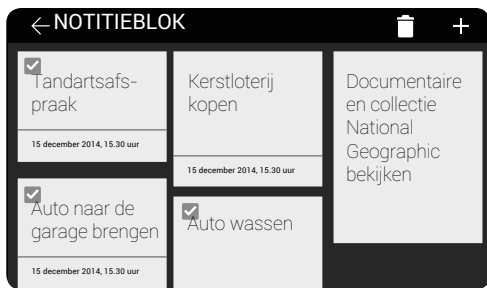 NOTITIEBLOK
Tandartsafs-
praak
15 december 2014, 15.30 uur
Kerstloterij
kopen
15 december 2014, 15.30 uur
Documentaire
en collectie
National
Geographic
bekijken
Auto naar de
garage brengen
15 december 2014, 15.30 uur
Auto wassen